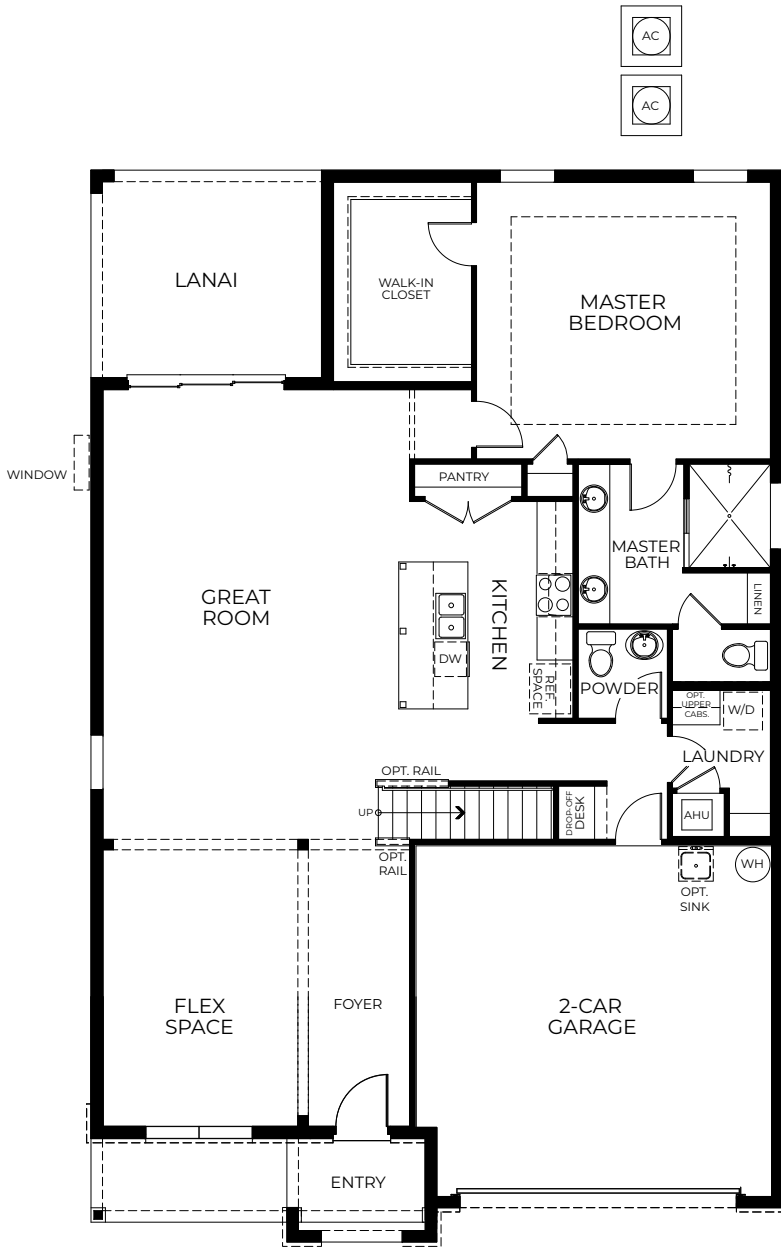 AC
AC
LANAI
WALK-IN
CLOSET
MASTER
BEDROOM
WINDOW
PANTRY
MASTER
BATH
LINEN
GREAT
ROOM
KITCHEN
DW
REF.
SPACE
POWDER
OPT.
UPPER
CABS.
W/D
LAUNDRY
OPT. RAIL
UP
DROP-OFF
DESK
AHU
OPT.
RAIL
WH
OPT.
SINK
FLEX
SPACE
FOYER
2-CAR
GARAGE
ENTRY